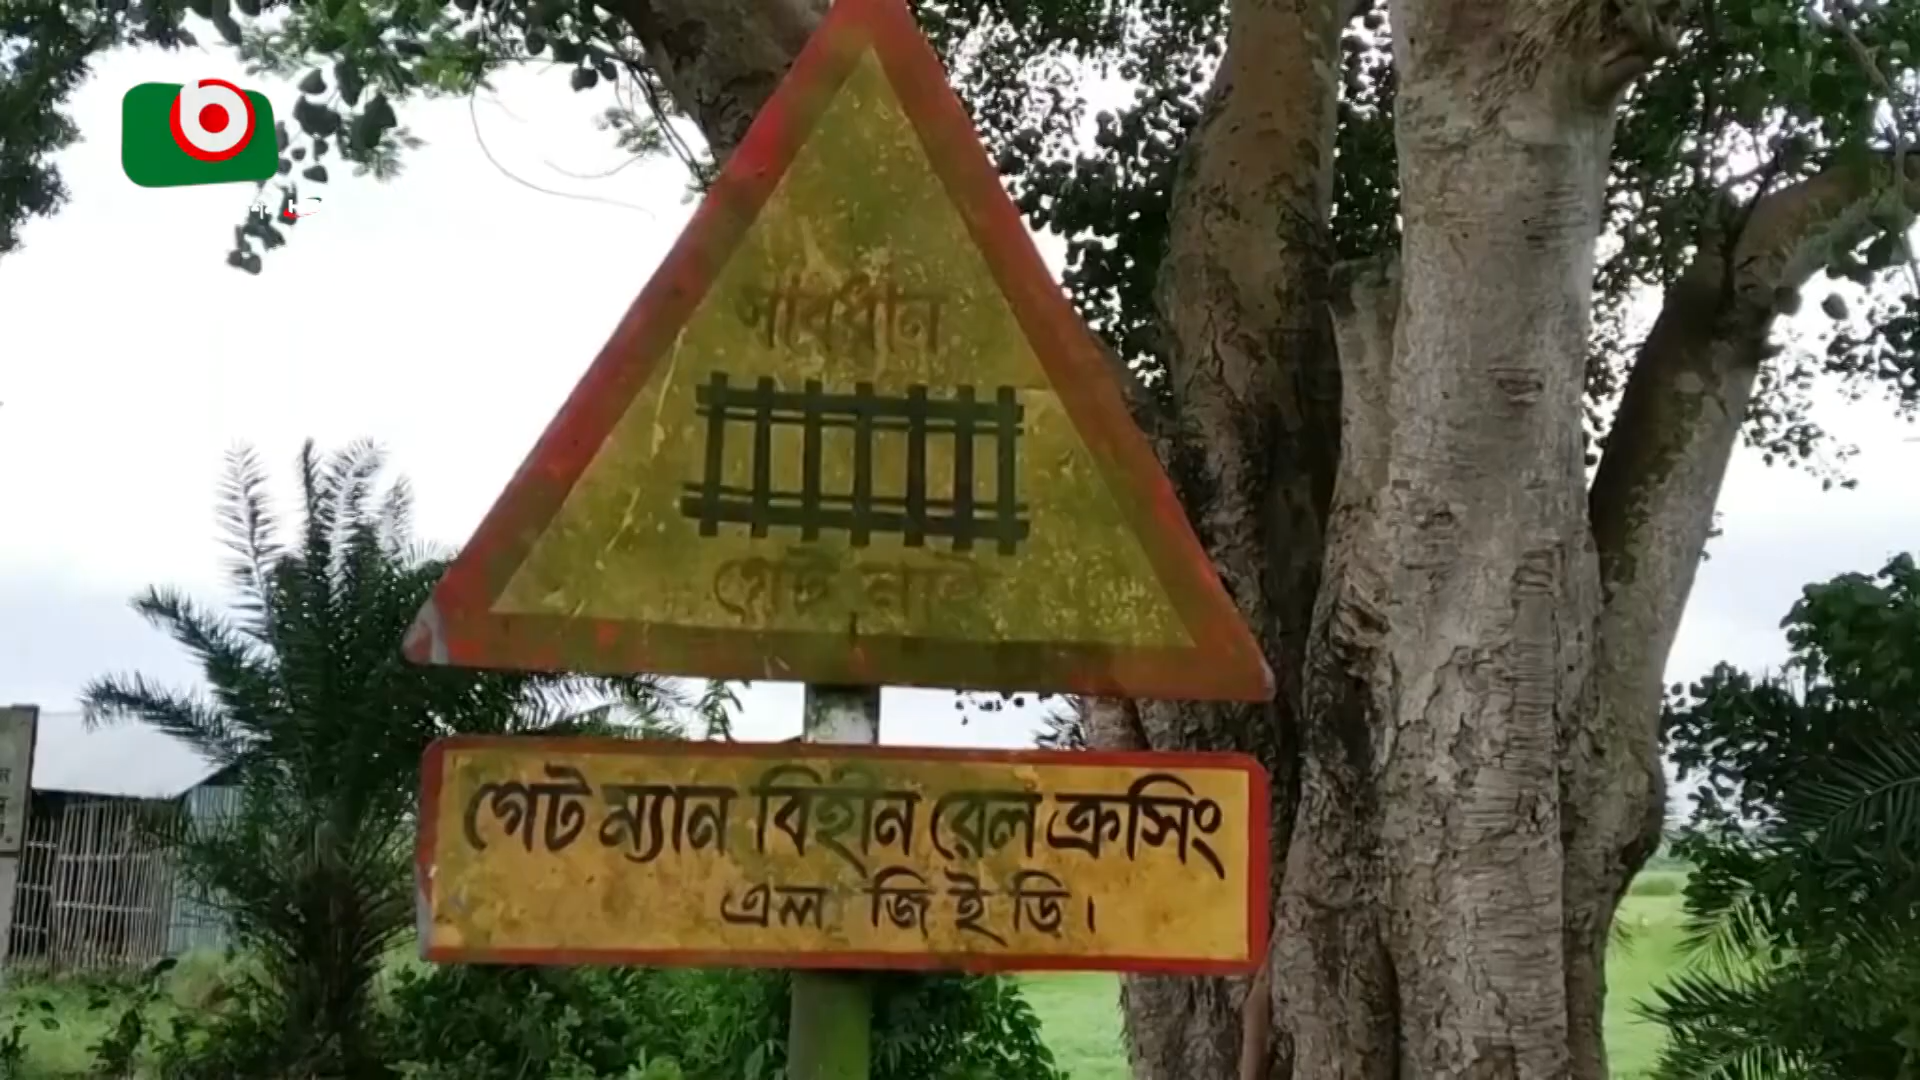 সাবধান
গেট নাই
গেট ম্যান বিহীন রেল ক্রসিং
এল জি ই ডি।